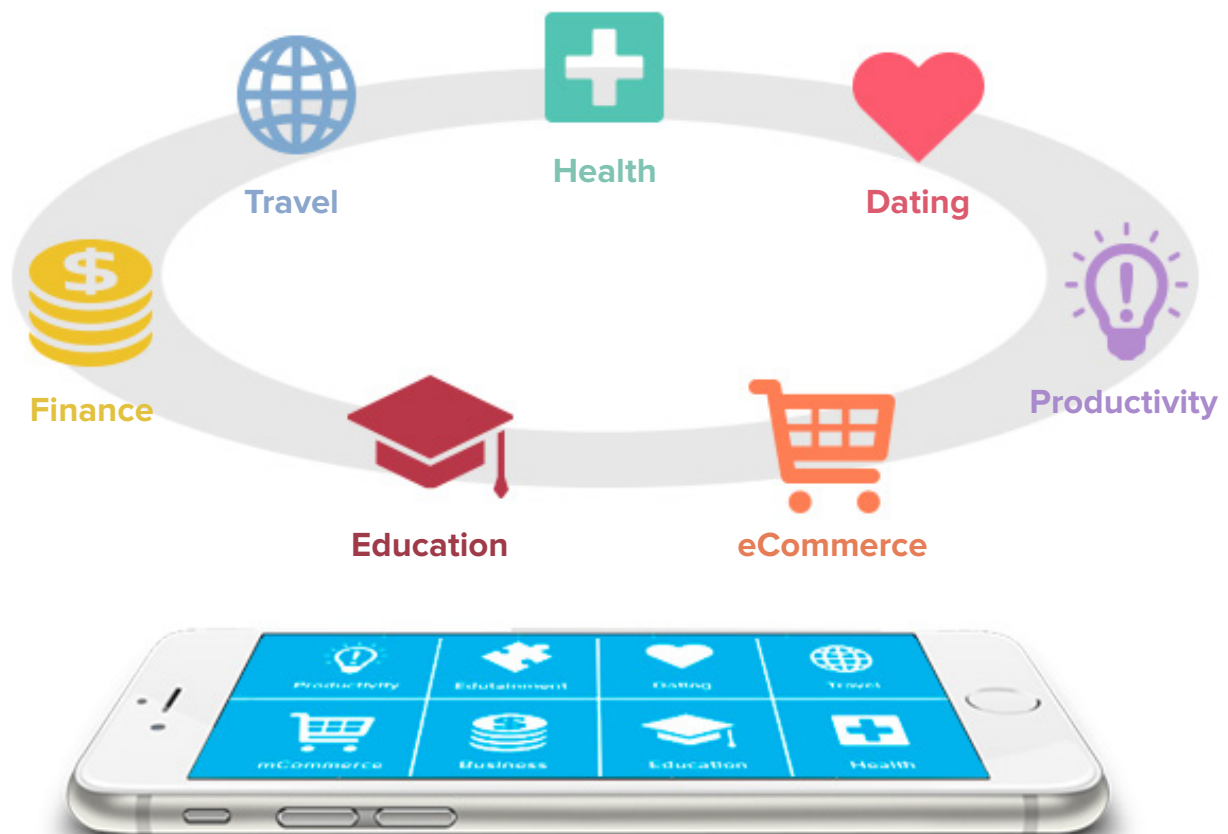 Health
Travel
Dating
Finance
Productivity
Education
eCommerce
Productivity
Edutainment
Dating
Travel
mCommerce
Business
Education
Health